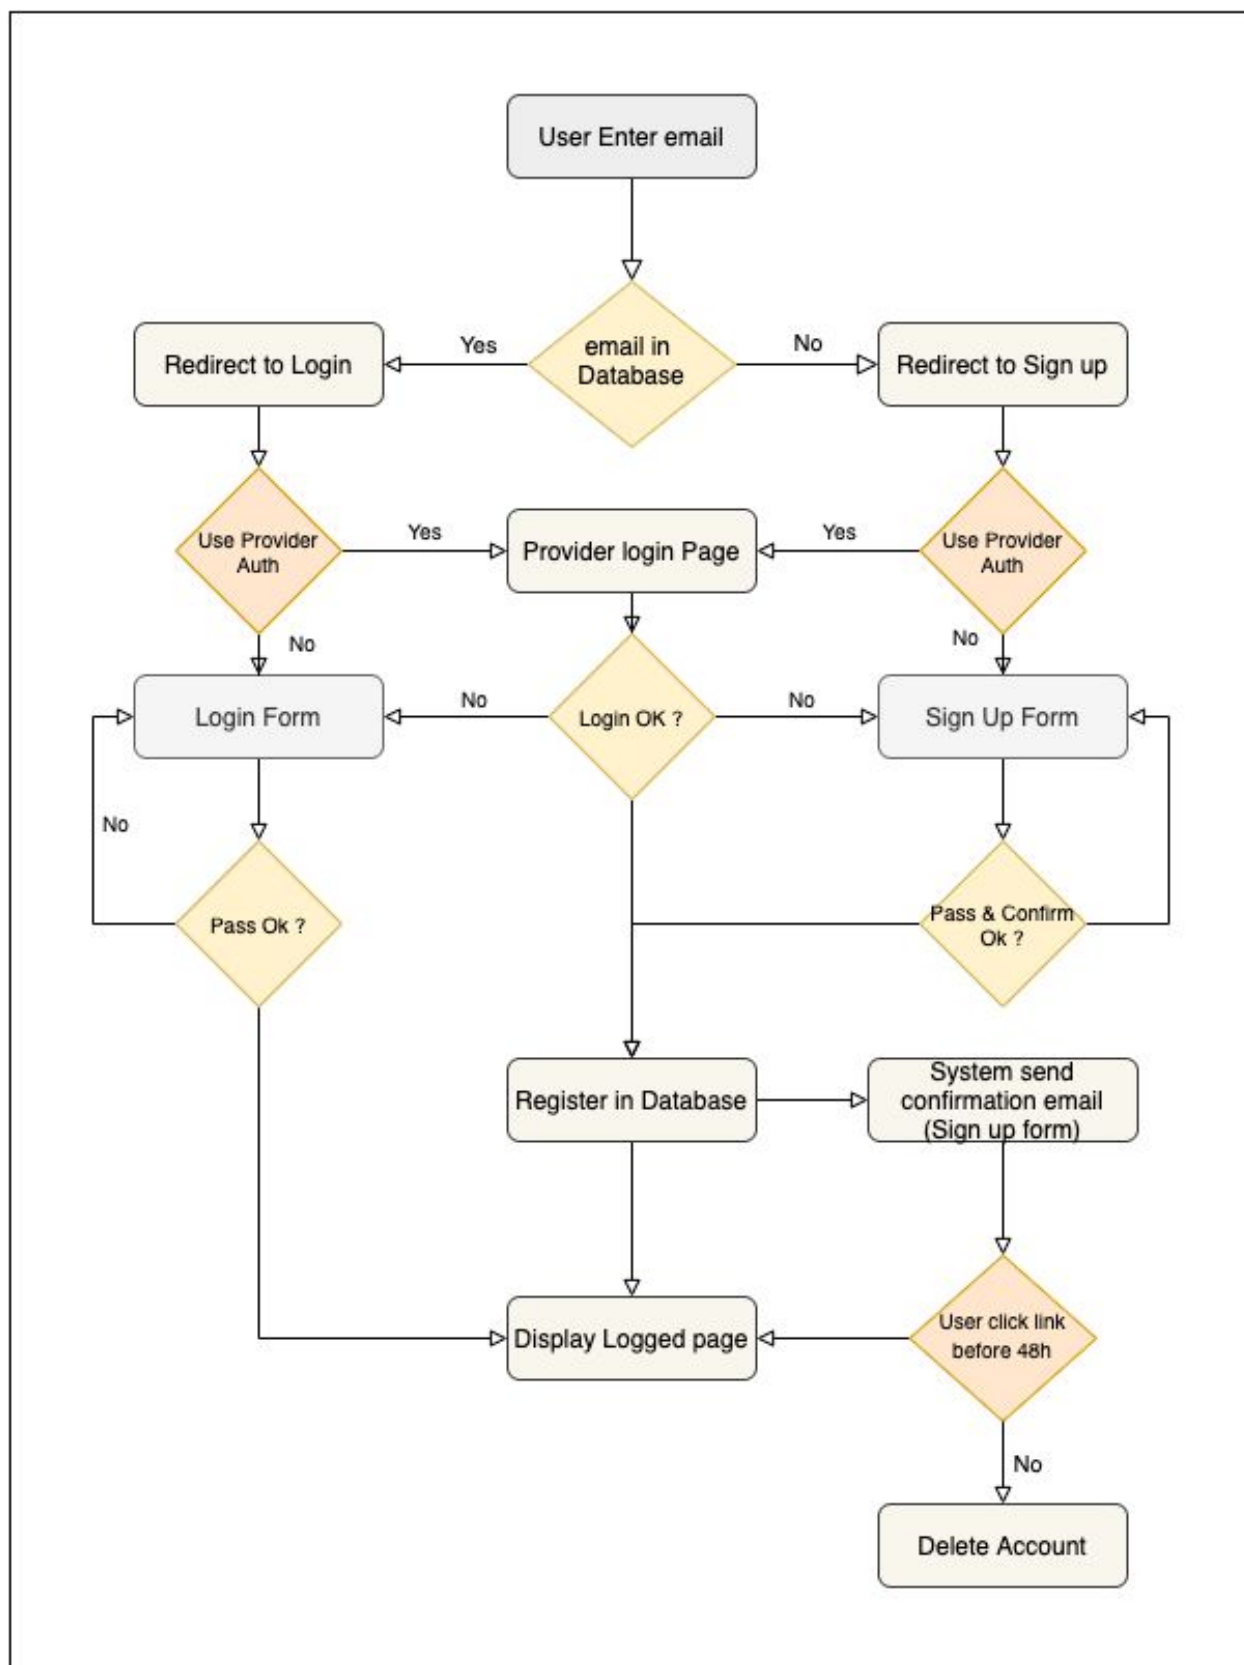 User Enter email
Yes
No
Redirect to Login
email in
Database
Redirect to Sign up
Use Provider
Auth
Yes
Provider login Page
Yes
Use Provider
Auth
No
No
Login Form
No
Login OK ?
No
Sign Up Form
No
Pass Ok ?
Pass & Confirm
Ok ?
Register in Database
System send
confirmation email
(Sign up form)
Display Logged page
User click link
before 48h
No
Delete Account